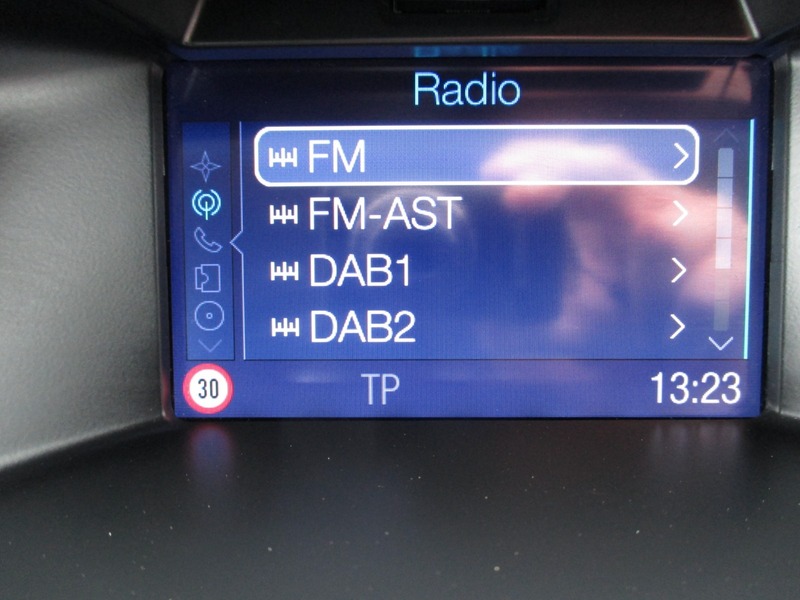 Radio
FM
FM-AST
DAB1
DAB2
30 TP 13:23